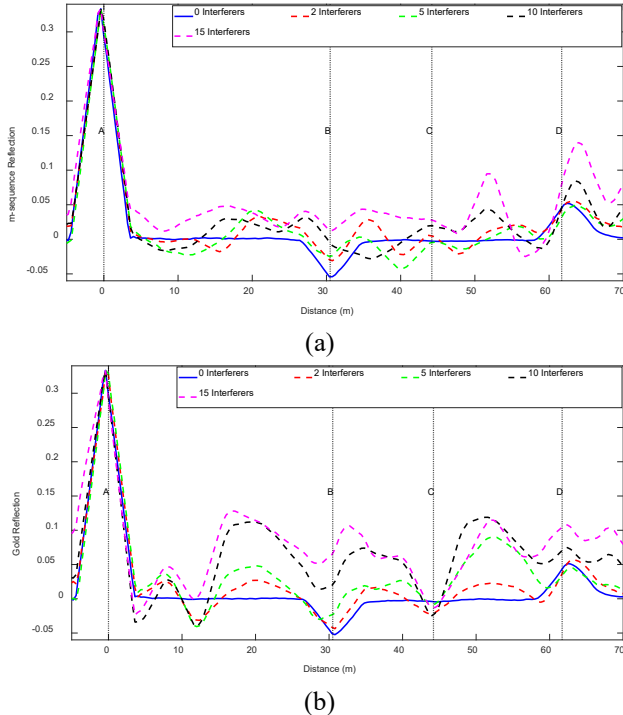 0 Interferers 2 Interferers 5 Interferers 10 Interferers
15 Interferers
0.3
0.25
0.2
0.15
0.1
0.05
0
-0.05
m-sequence Reflection
A B C D
0 10 20 30 40 50 60 70
Distance (m)
(a)
0 Interferers 2 Interferers 5 Interferers 10 Interferers
15 Interferers
0.3
0.25
0.2
0.15
0.1
0.05
0
-0.05
Gold Reflection
A B C D
0 10 20 30 40 50 60 70
Distance (m)
(b)